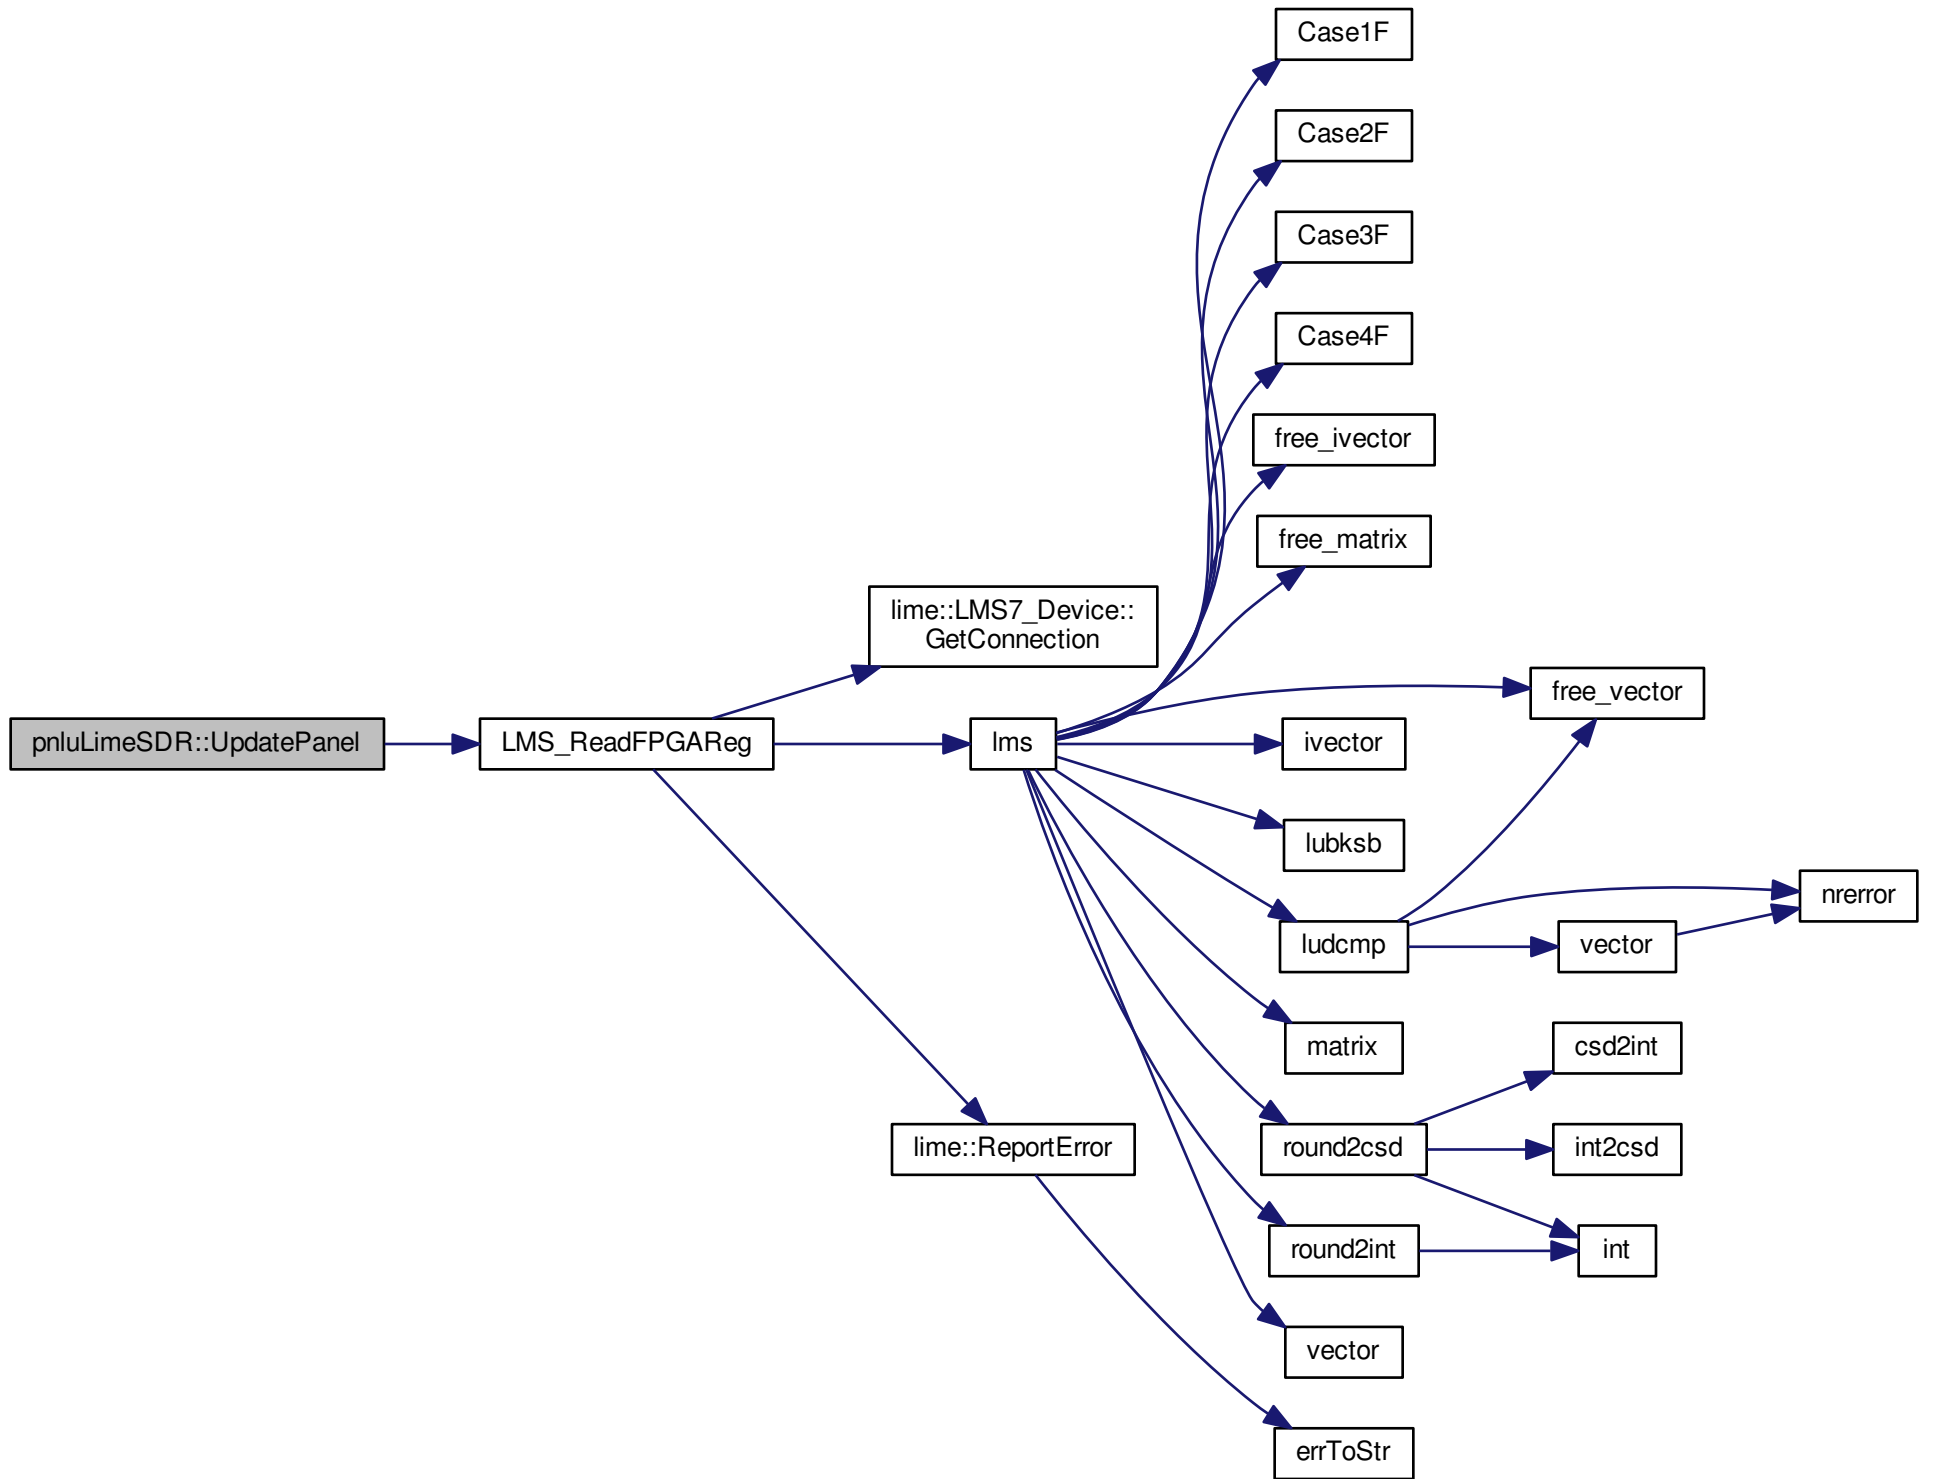 Case1F
Case2F
Case3F
Case4F
free_ivector
free_matrix
lime::LMS7_Device::
GetConnection
free_vector
pnluLimeSDR::UpdatePanel
LMS_ReadFPGAReg
lms
ivector
lubksb
nrerror
ludcmp
vector
matrix
csd2int
lime::ReportError
round2csd
int2csd
round2int
int
vector
errToStr